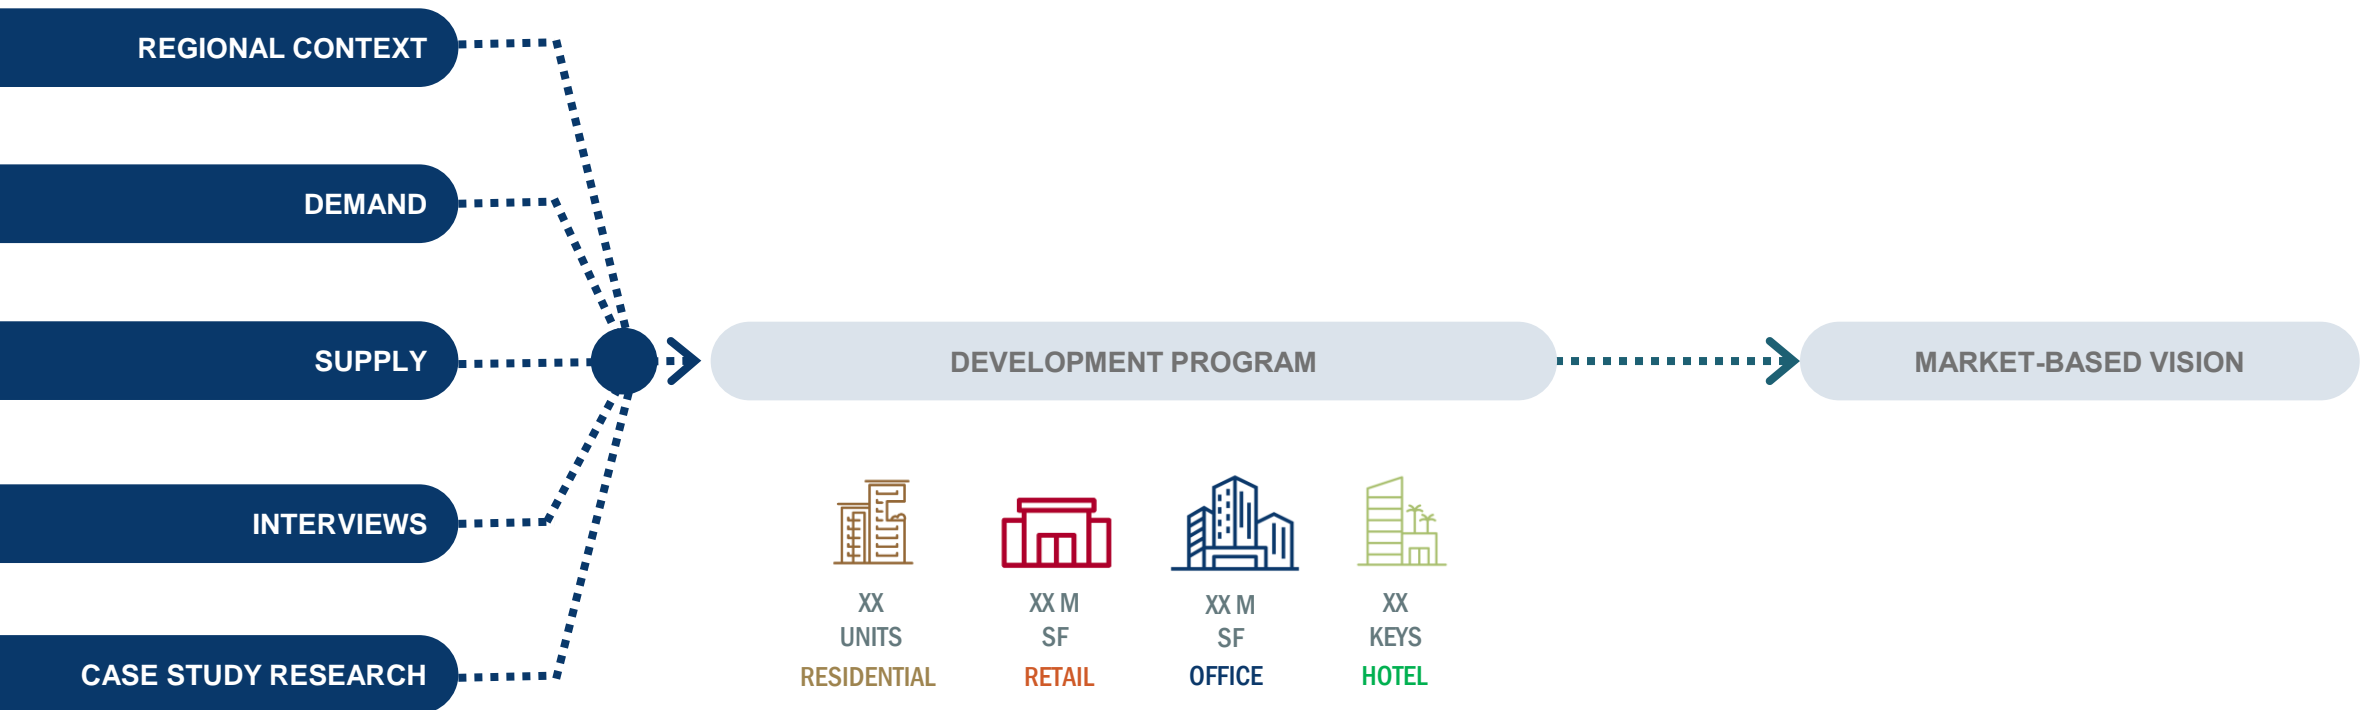 REGIONAL CONTEXT
DEMAND
SUPPLY
INTERVIEWS
CASE STUDY RESEARCH
DEVELOPMENT PROGRAM
XX
UNITS
RESIDENTIAL
XX M
SF
RETAIL
XX M
SF
OFFICE
XX
KEYS
HOTEL
MARKET-BASED VISION